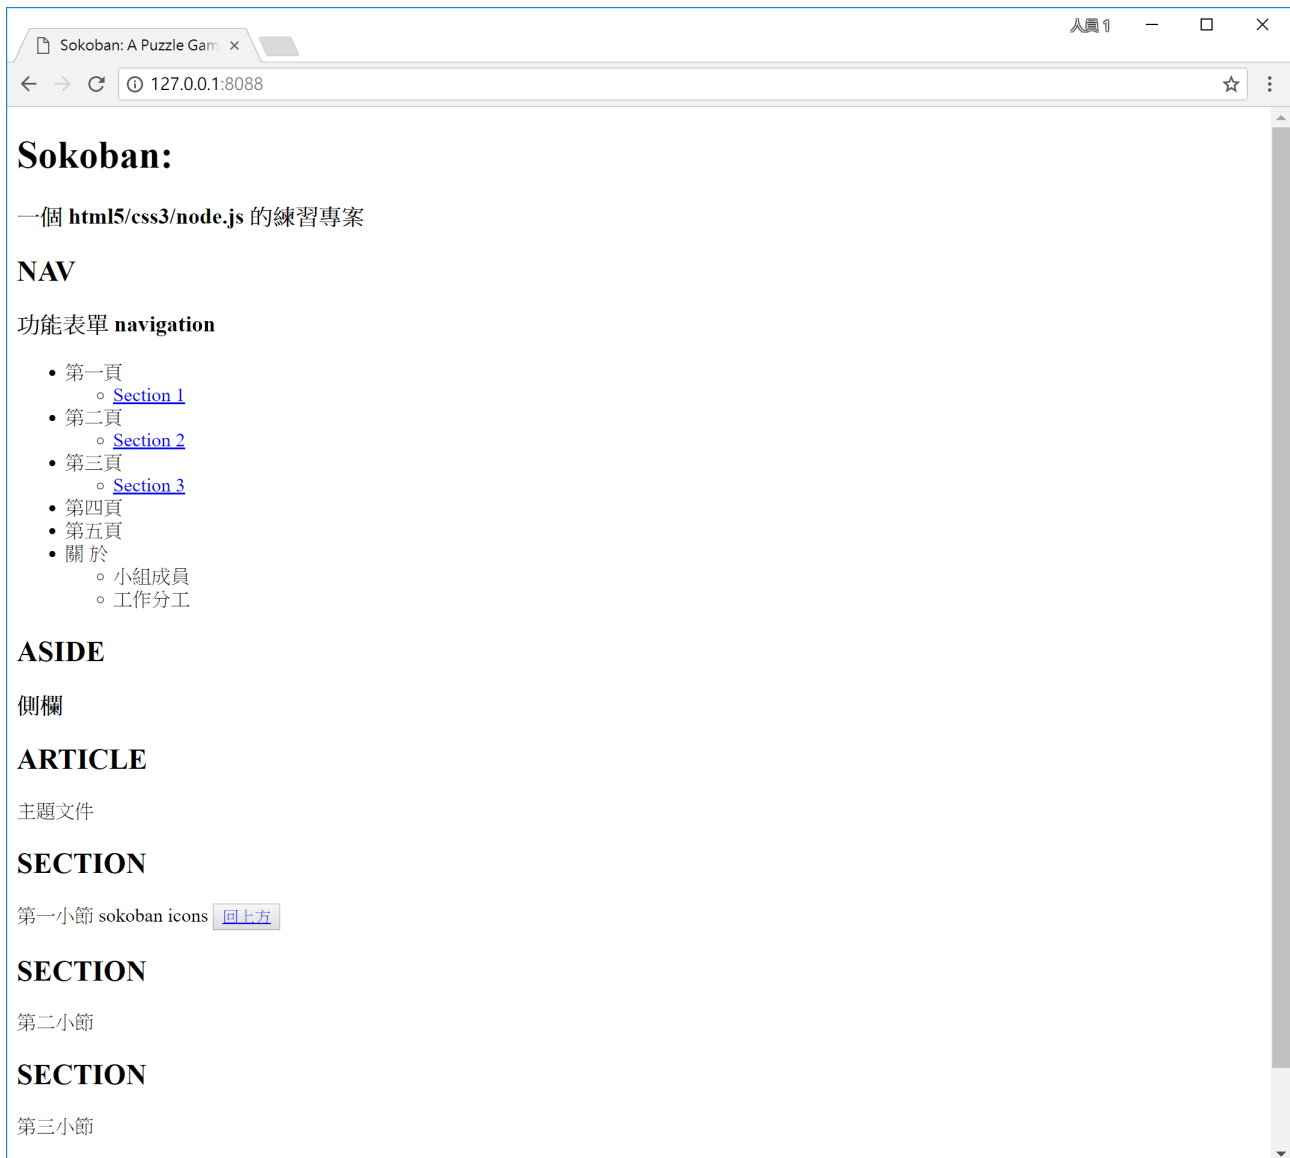 人員 1
Sokoban: A Puzzle Gam
127.0.0.1:8088
Sokoban:
一個 html5/css3/node.js 的練習專案
NAV
功能表單 navigation
第一頁
Section 1
第二頁
Section 2
第三頁
Section 3
第四頁
第五頁
關 於
小組成員
工作分工
ASIDE
側欄
ARTICLE
主題文件
SECTION
第一小節 sokoban icons 回上方
SECTION
第二小節
SECTION
第三小節